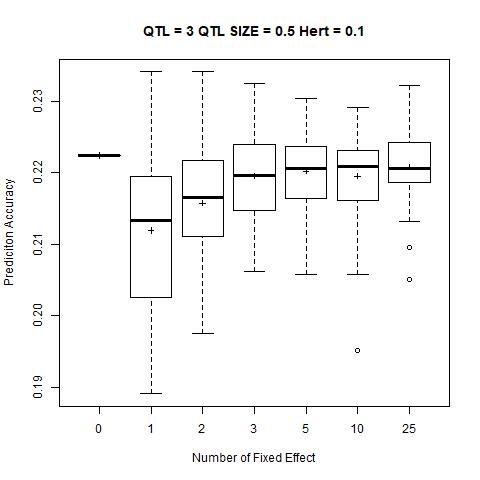 QTL = 3 QTL SIZE = 0.5 Hert = 0.1
Prediciton Accuracy
0.23
0.22
0.21
0.20
0.19
0 1 2 3 5 10 25
Number of Fixed Effect